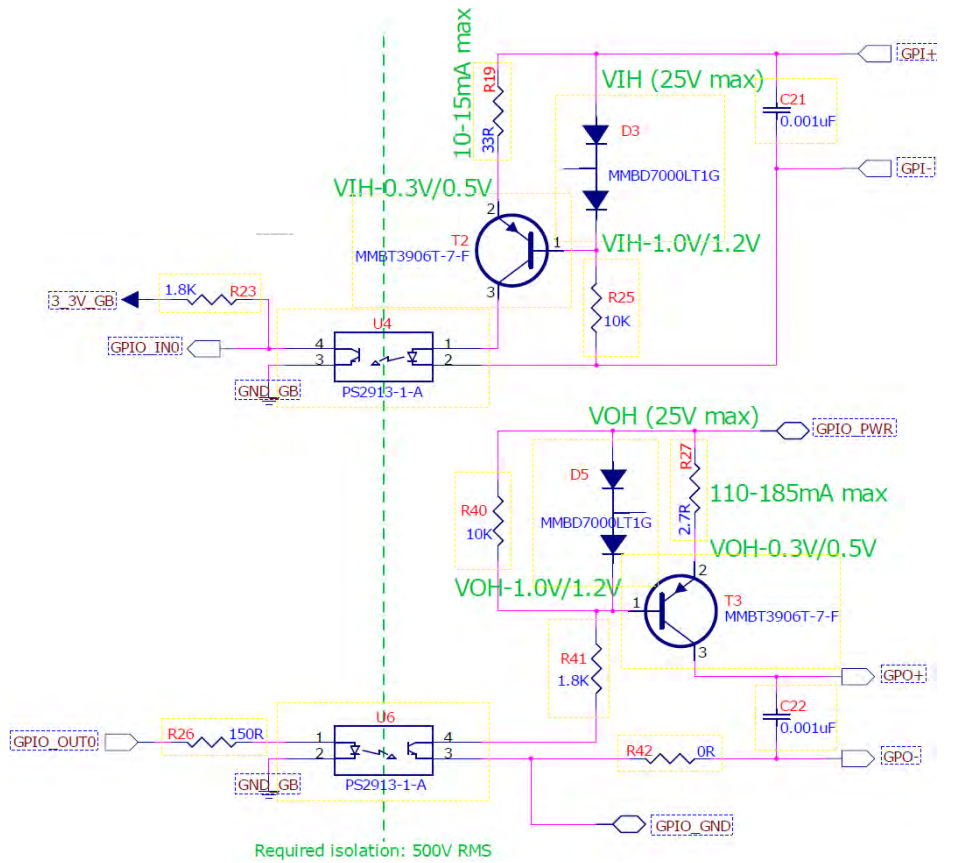 GPI+
10-15mA max
R19
33R
VIH (25V max)
C21
0.001uF
D3
MMBD7000LT1G
GPI-
VIH-0.3V/0.5V
2
T2
MMBT3906T-7-F
1
VIH-1.0V/1.2V
3
3_3V_GB
1.8K
R23
R25
10K
U4
GPIO_IN0
4
1
3
2
GND_GB
PS2913-1-A
VOH (25V max)
GPIO_PWR
R27
2.7R
D5
110-185mA max
R40
10K
MMBD7000LT1G
VOH-0.3V/0.5V
VOH-1.0V/1.2V
2
1
T3
MMBT3906T-7-F
3
R41
1.8K
GPO+
C22
0.001uF
U6
R26
150R
GPIO_OUT0
1
4
2
3
R42
0R
GPO-
GND_GB
PS2913-1-A
GPIO_GND
Required isolation: 500V RMS